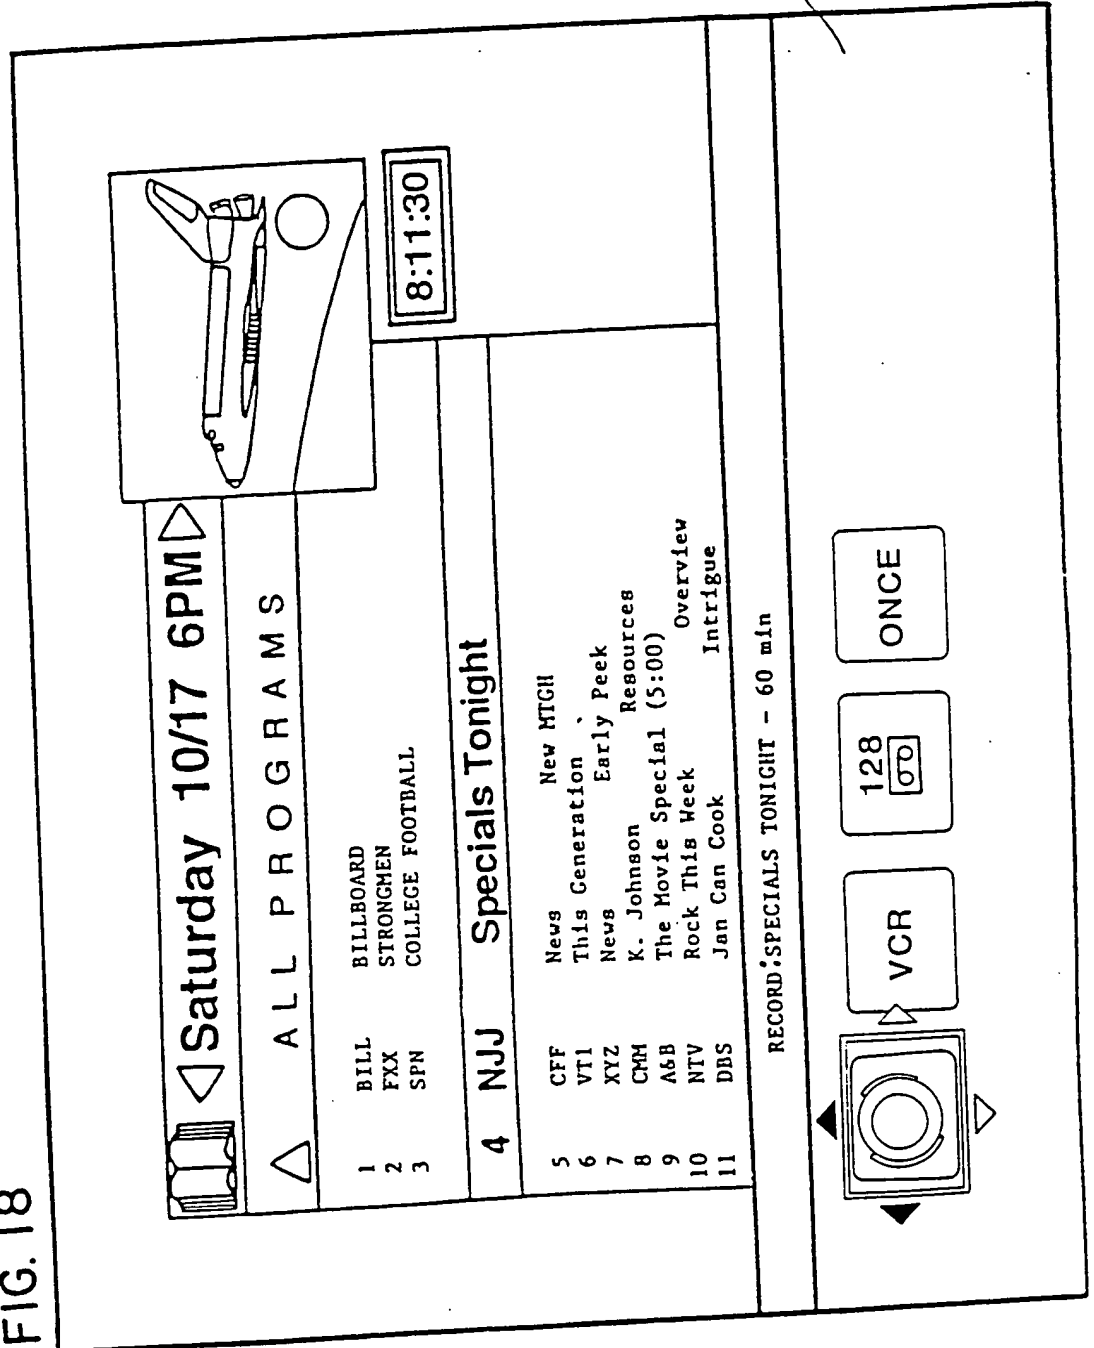 FIG. 18
Saturday 10/17 6PM
ALL PROGRAMS
8:11:30
1 BILL BILLBOARD
2 FXX STRONGMEN
3 SPN COLLEGE FOOTBALL
4 NJJ Specials Tonight
5 CFF News New MTGH
6 VT1 This Generation
7 XYZ News Early Peek
8 CMM K. Johnson Resources
9 A&B The Movie Special (5:00)
10 NTV Rock This Week Overview
11 DBS Jan Can Cook Intrigue
RECORD:SPECIALS TONIGHT - 60 min
VCR
128
ONCE